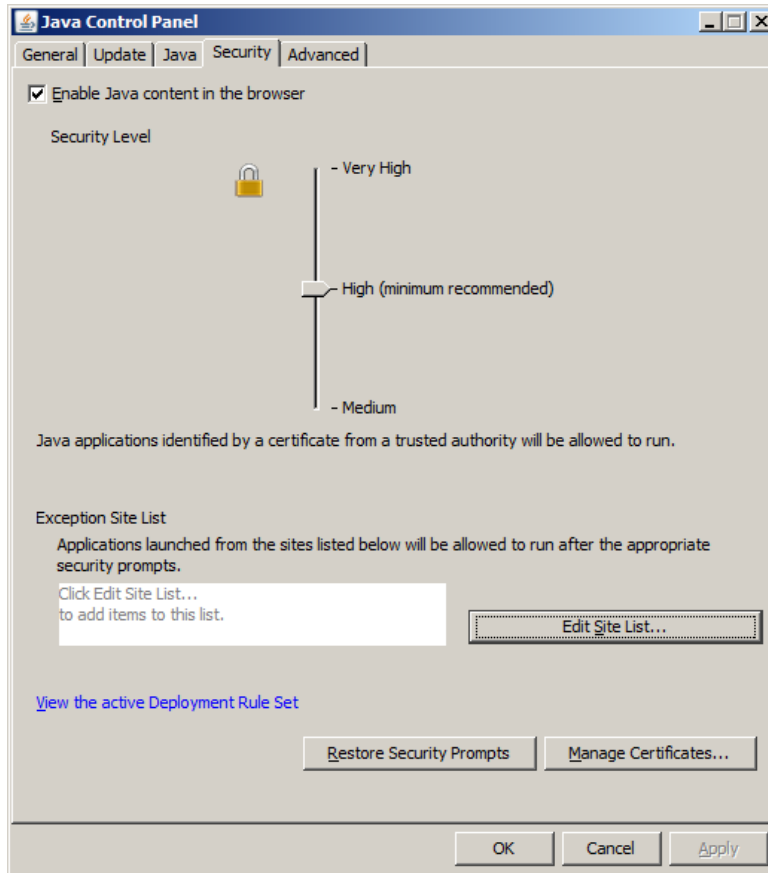 Java Control Panel
General
Update
Java
Security
Advanced
Enable Java content in the browser
Security Level
- Very High
- High (minimum recommended)
- Medium
Java applications identified by a certificate from a trusted authority will be allowed to run.
Exception Site List
Applications launched from the sites listed below will be allowed to run after the appropriate
security prompts.
Click Edit Site List...
to add items to this list.
Edit Site List...
View the active Deployment Rule Set
Restore Security Prompts
Manage Certificates...
OK
Cancel
Apply